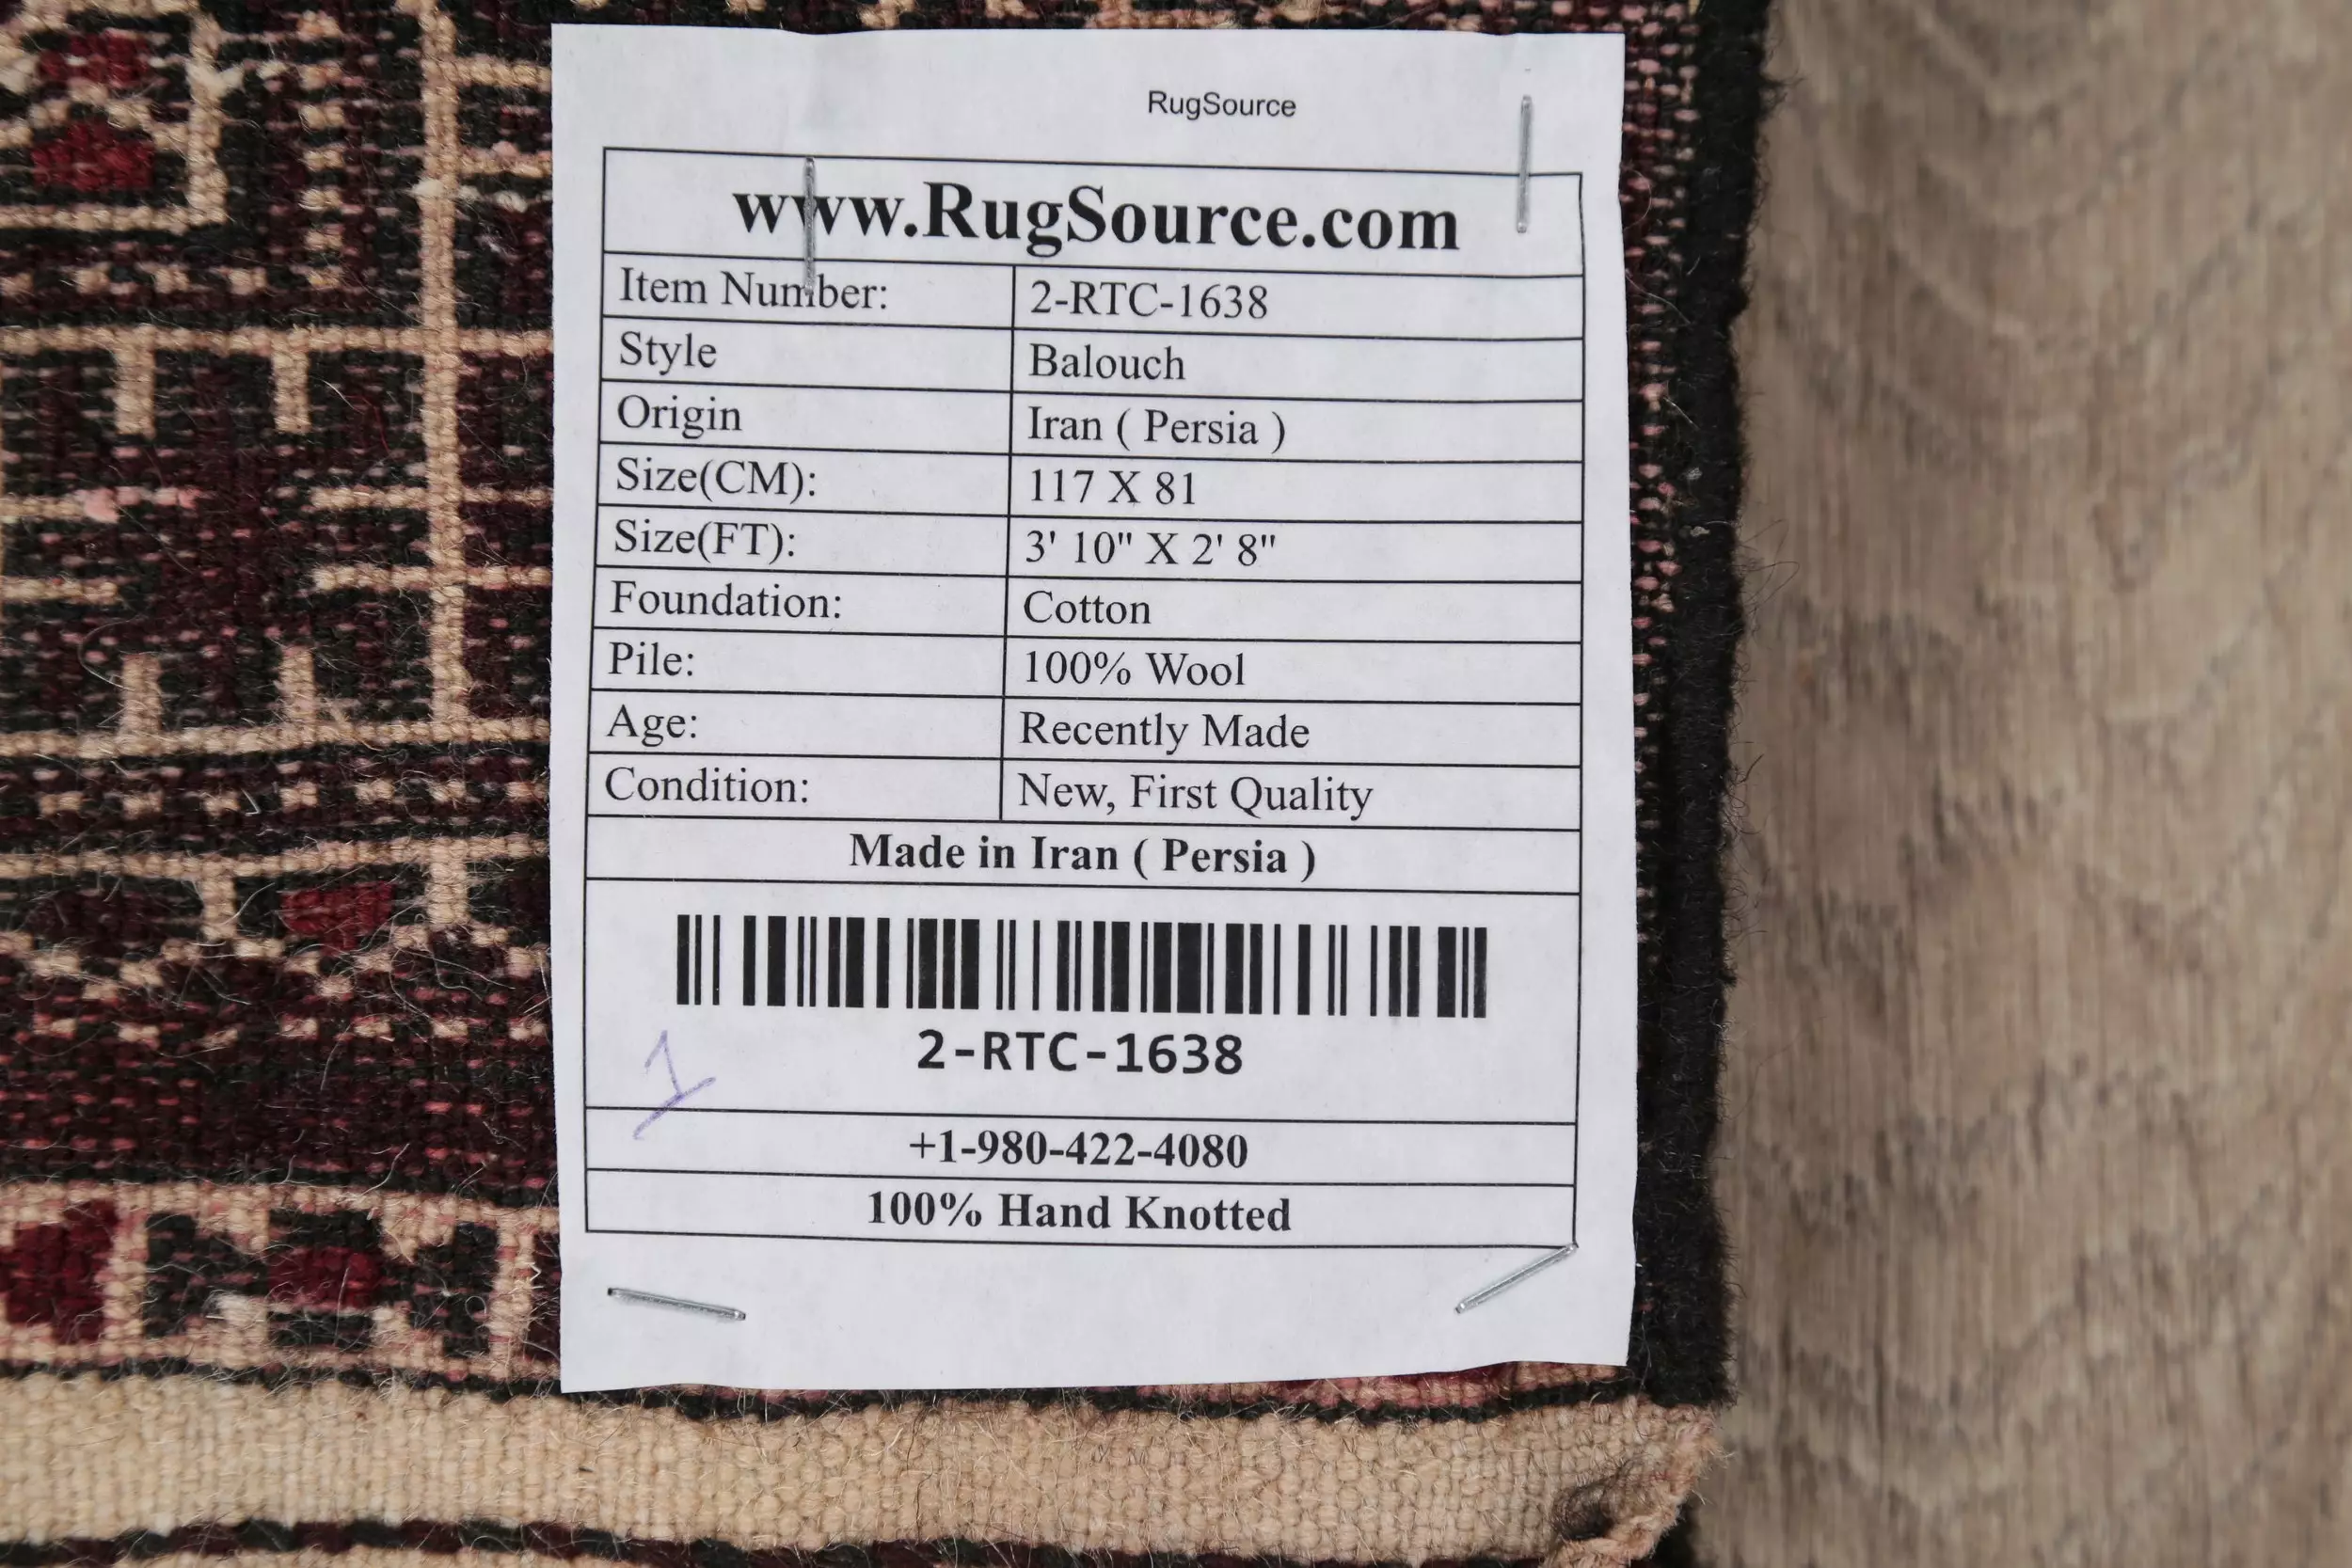 RugSource
www.RugSource.com
Item Number: 2-RTC-1638
Style Balouch
Origin Iran ( Persia )
Size(CM): 117 X 81
Size(FT): 3' 10" X 2' 8"
Foundation: Cotton
Pile: 100% Wool
Age: Recently Made
Condition: New, First Quality
Made in Iran ( Persia )
2-RTC-1638
1
+1-980-422-4080
100% Hand Knotted